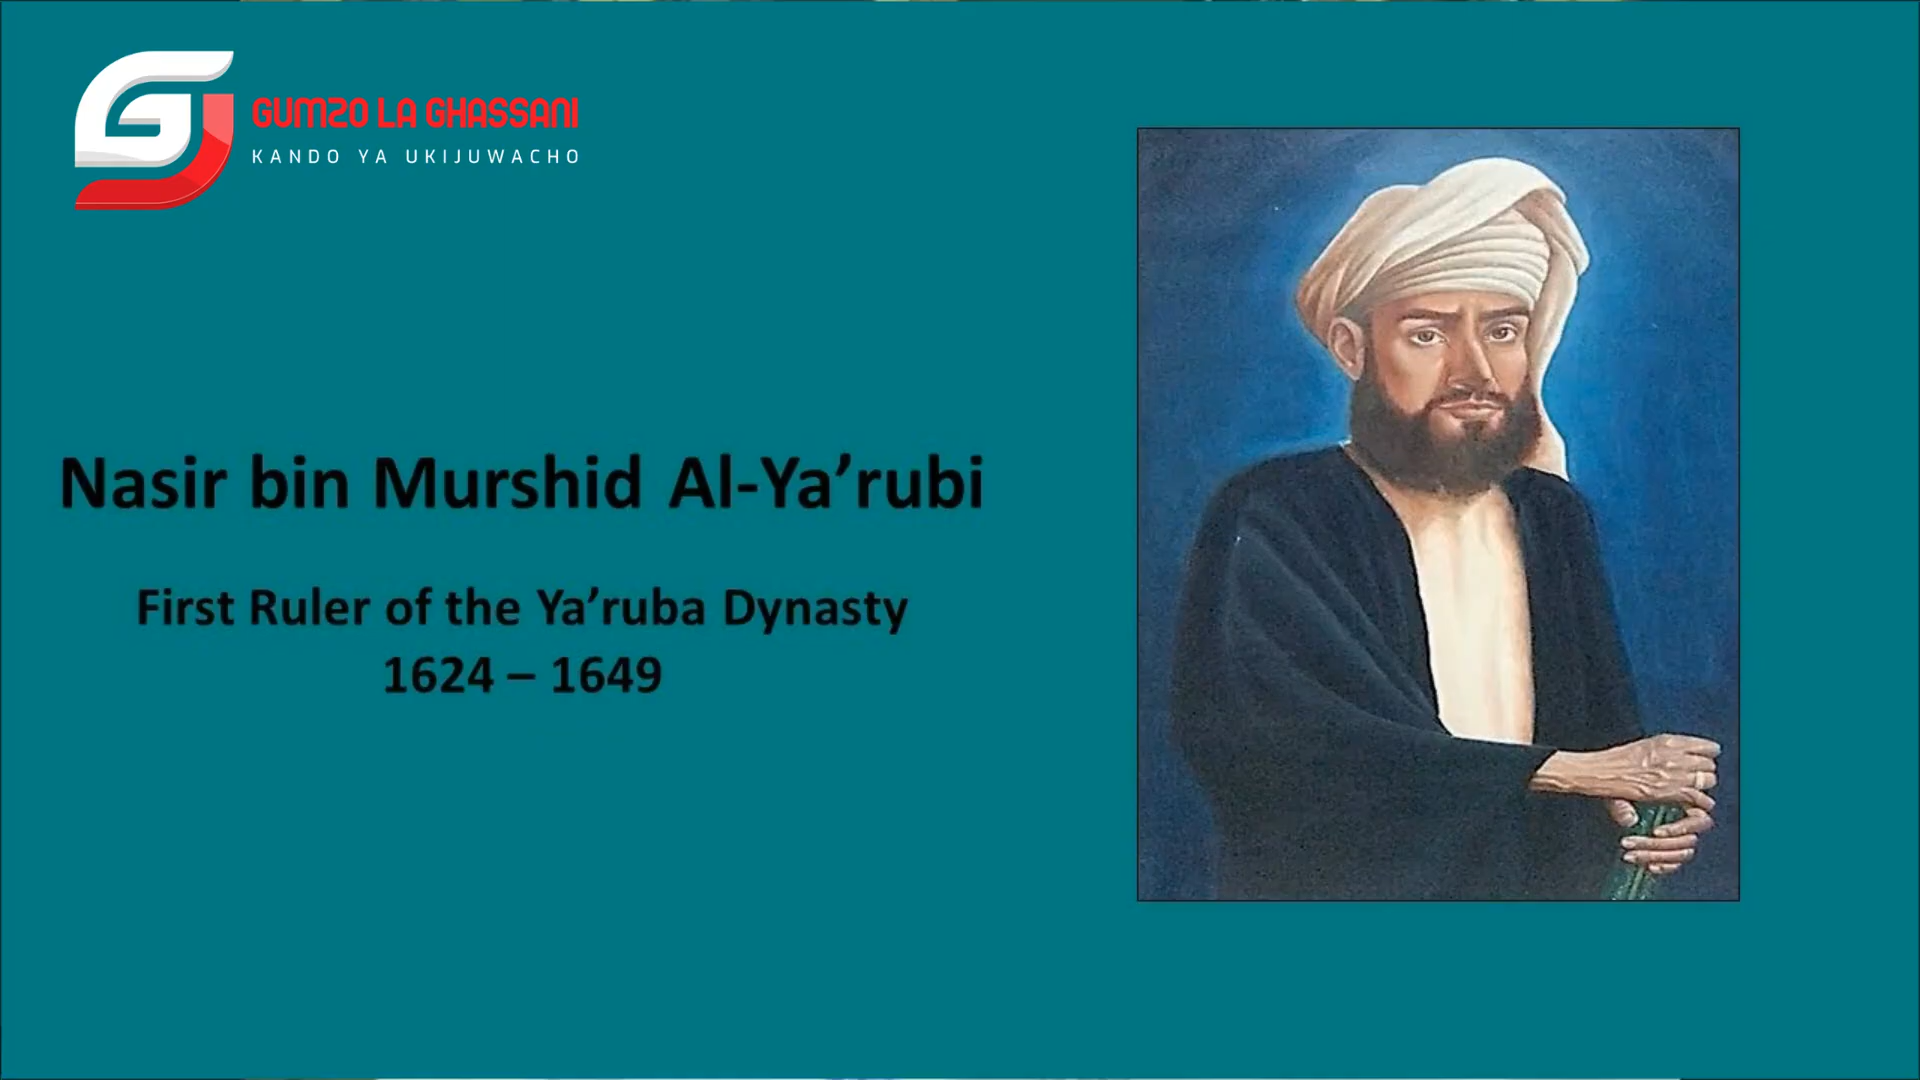 GUMZO LA GHASSANI
KANDO YA UKIJUWACHO
Nasir bin Murshid Al-Ya’rubi
First Ruler of the Ya’ruba Dynasty
1624 – 1649